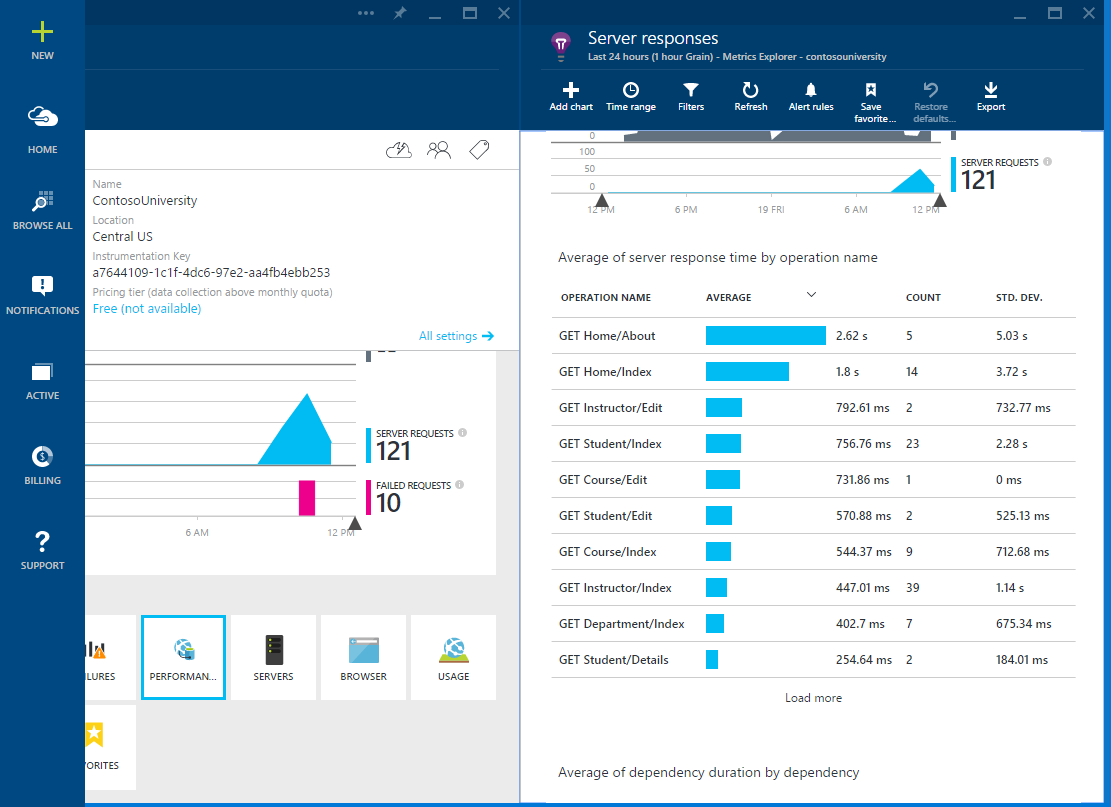 NEW
HOME
BROWSE ALL
NOTIFICATIONS
ACTIVE
BILLING
SUPPORT
Name
ContosoUniversity
Location
Central US
Instrumentation Key
a7644109-1c1f-4dc6-97e2-aa4fb4ebb253
Pricing tier (data collection above monthly quota)
Free (not available)
All settings
SERVER REQUESTS
121
FAILED REQUESTS
10
6 AM
12 PM
LURES
PERFORMAN...
SERVERS
BROWSER
USAGE
ORITES
Server responses
Last 24 hours (1 hour Grain) - Metrics Explorer - contosouniversity
Add chart Time range Filters Refresh Alert rules Save favorite... Restore defaults... Export
0
100
50
0
SERVER REQUESTS
121
12 PM 6 PM 19 FRI 6 AM 12 PM
Average of server response time by operation name
OPERATION NAME AVERAGE COUNT STD. DEV.
GET Home/About 2.62 s 5 5.03 s
GET Home/Index 1.8 s 14 3.72 s
GET Instructor/Edit 792.61 ms 2 732.77 ms
GET Student/Index 756.76 ms 23 2.28 s
GET Course/Edit 731.86 ms 1 0 ms
GET Student/Edit 570.88 ms 2 525.13 ms
GET Course/Index 544.37 ms 9 712.68 ms
GET Instructor/Index 447.01 ms 39 1.14 s
GET Department/Index 402.7 ms 7 675.34 ms
GET Student/Details 254.64 ms 2 184.01 ms
Load more
Average of dependency duration by dependency